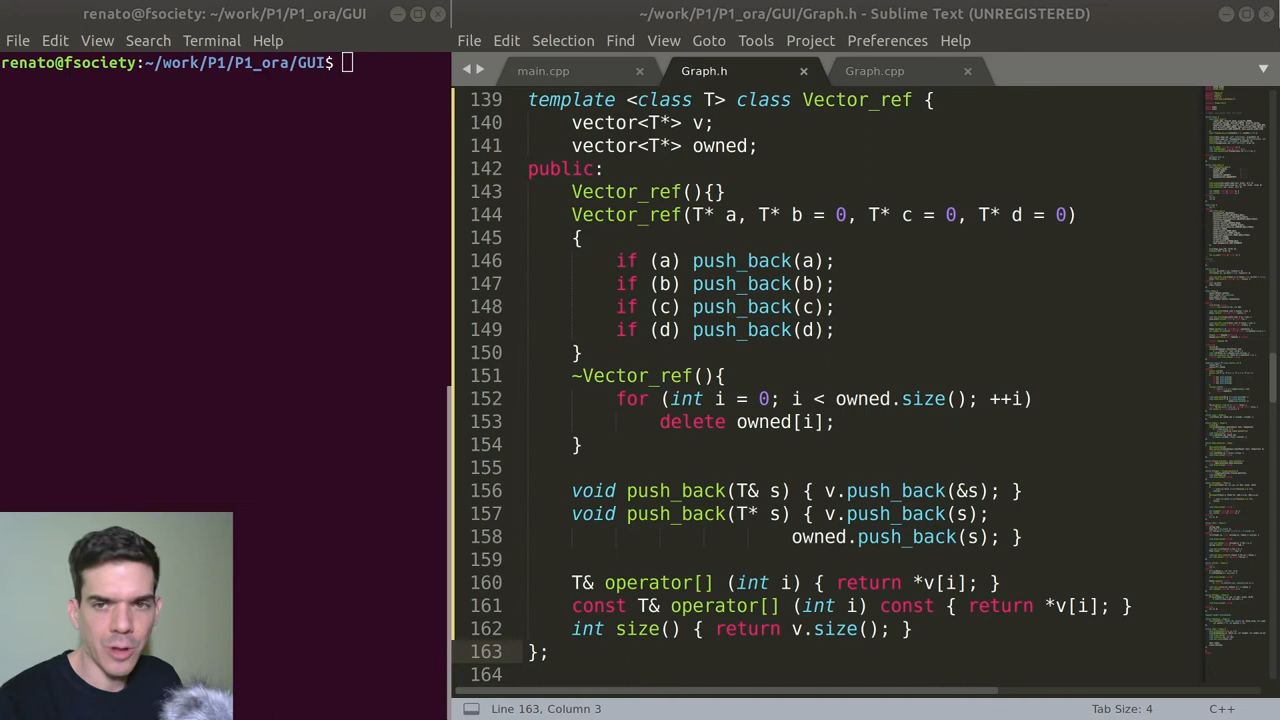 renato@fsociety: ~/work/P1/P1_ora/GUI
File Edit View Search Terminal Help
renato@fsociety:~/work/P1/P1_ora/GUI$
~/work/P1/P1_ora/GUI/Graph.h - Sublime Text (UNREGISTERED)
File Edit Selection Find View Goto Tools Project Preferences Help
main.cpp Graph.h Graph.cpp
139 template <class T> class Vector_ref {
140 vector<T*> v;
141 vector<T*> owned;
142 public:
143 Vector_ref(){}
144 Vector_ref(T* a, T* b = 0, T* c = 0, T* d = 0)
145 {
146 if (a) push_back(a);
147 if (b) push_back(b);
148 if (c) push_back(c);
149 if (d) push_back(d);
150 }
151 ~Vector_ref(){
152 for (int i = 0; i < owned.size(); ++i)
153 delete owned[i];
154 }
155
156 void push_back(T& s) { v.push_back(&s); }
157 void push_back(T* s) { v.push_back(s);
158 owned.push_back(s); }
159
160 T& operator[] (int i) { return *v[i]; }
161 const T& operator[] (int i) const { return *v[i]; }
162 int size() { return v.size(); }
163 };
164
Line 163, Column 3 Tab Size: 4 C++